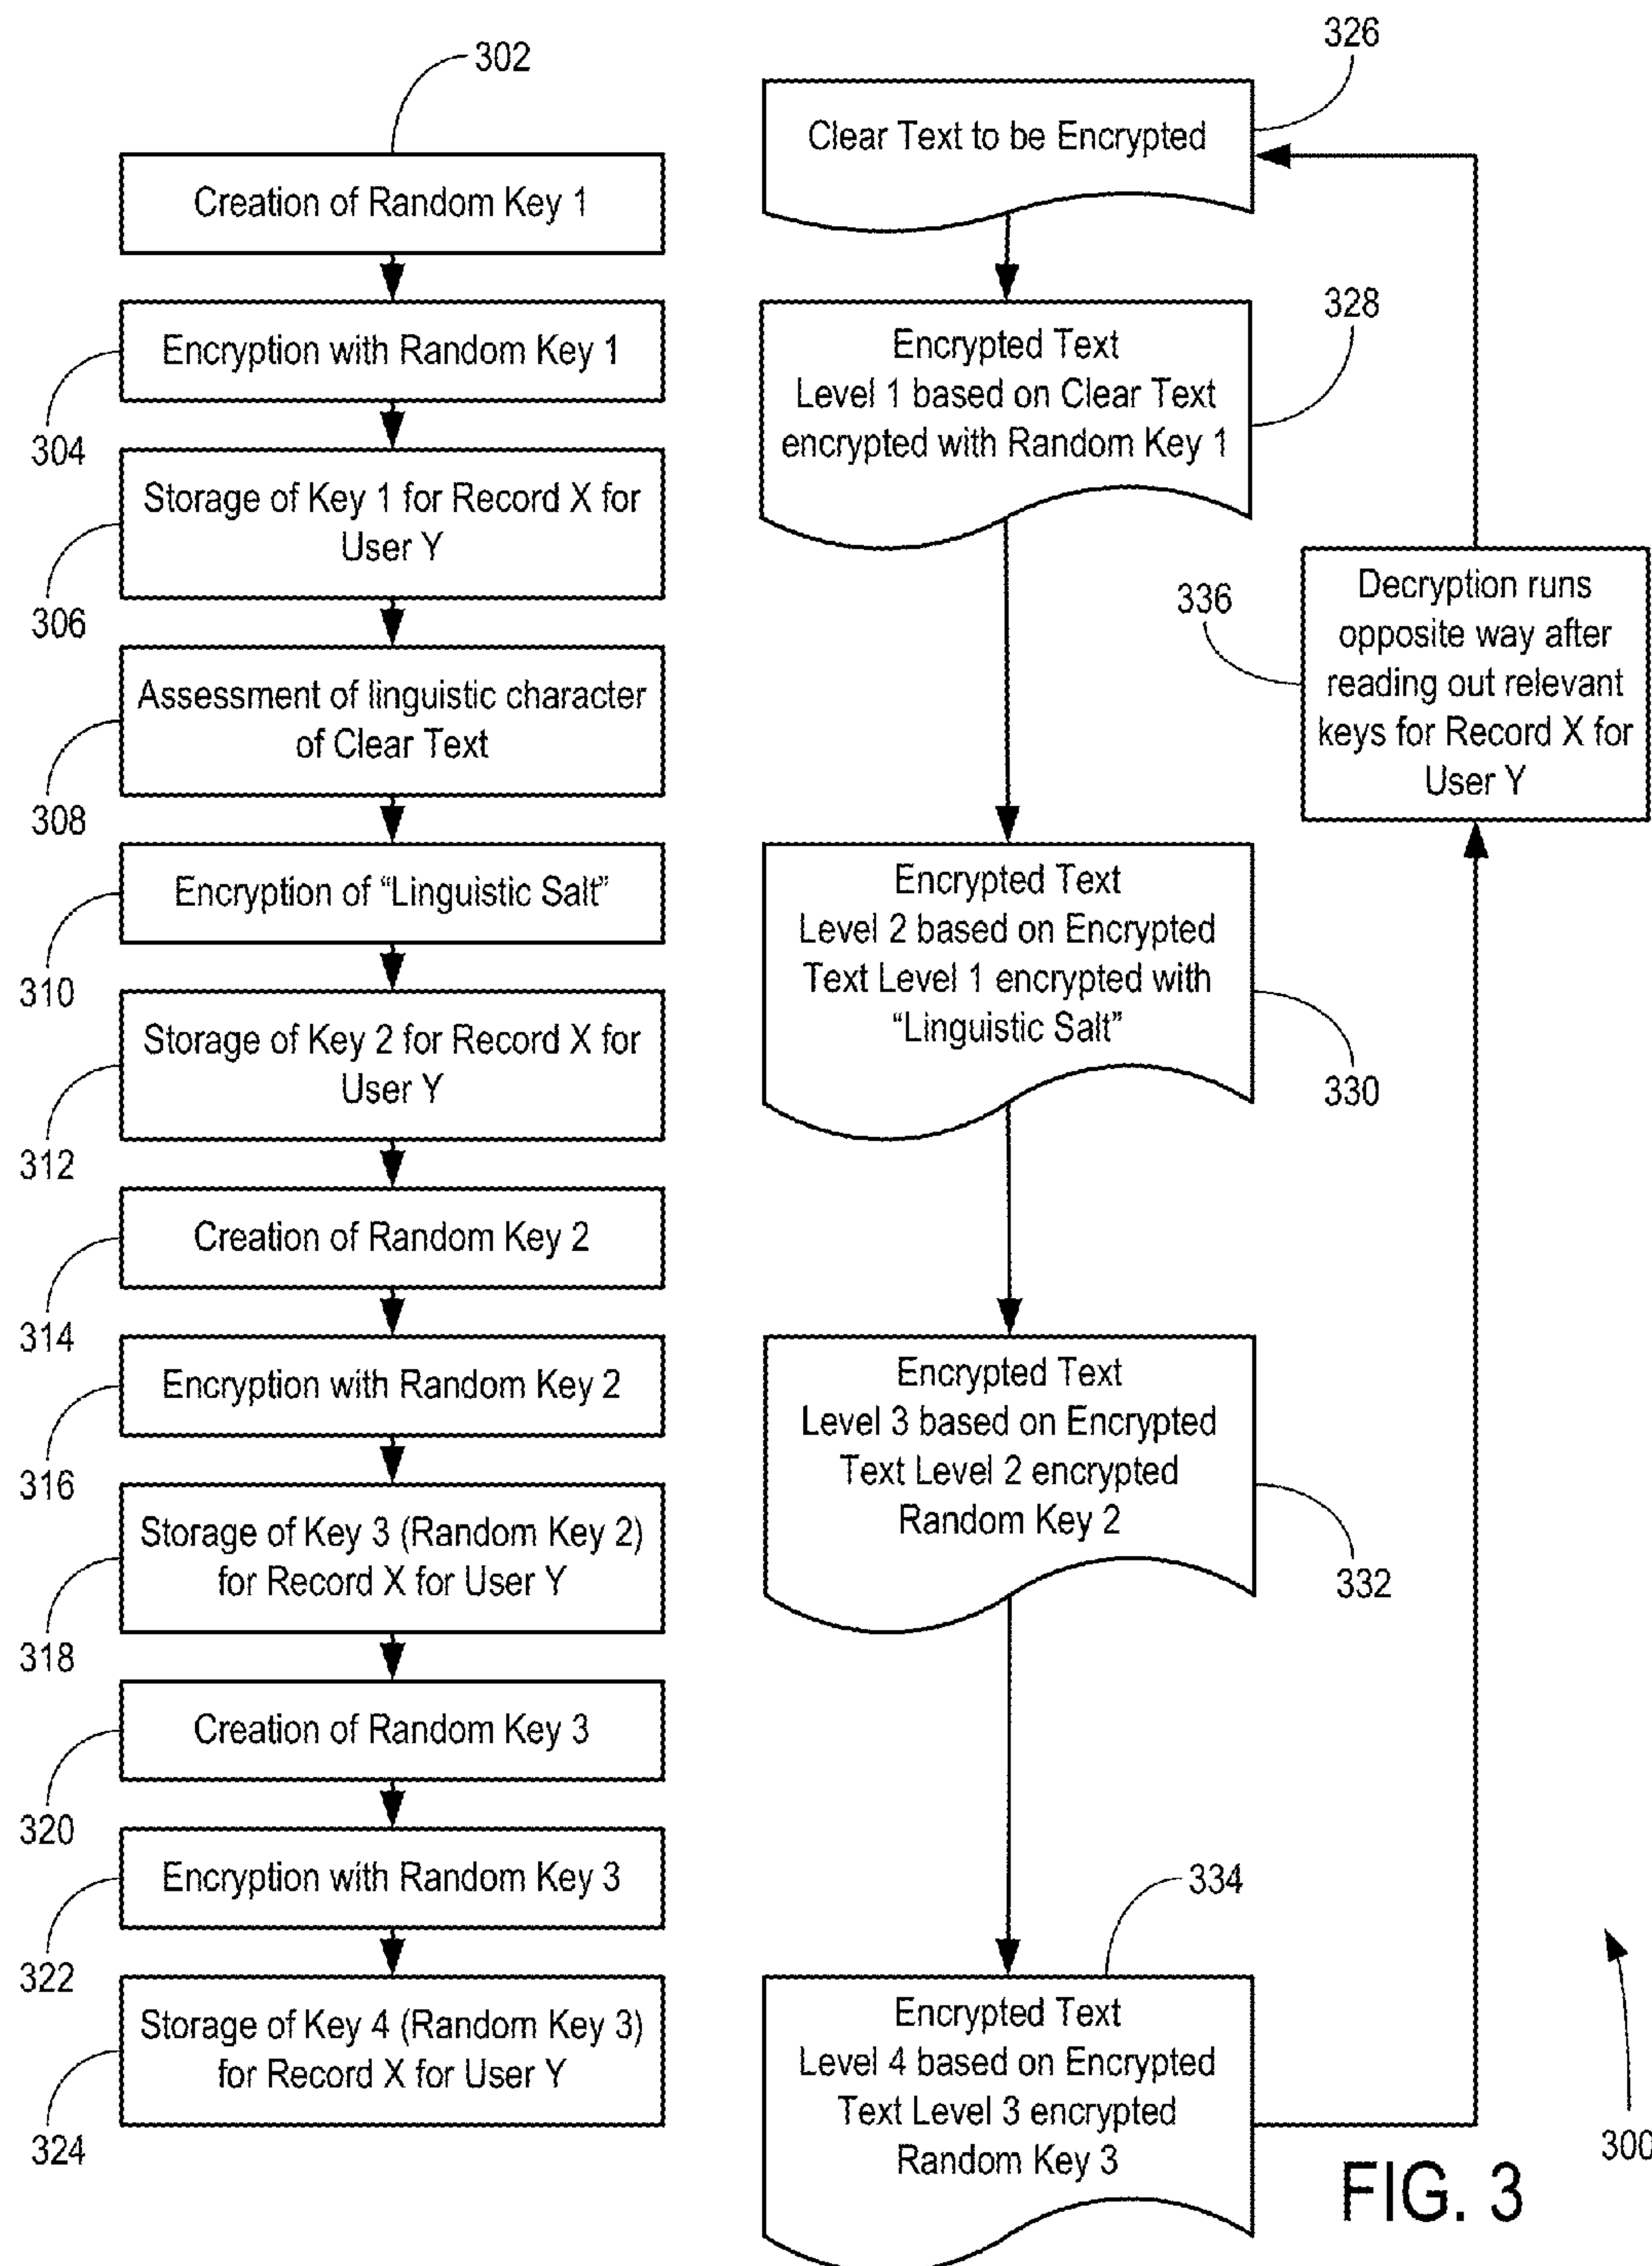 302
Creation of Random Key 1
Encryption with Random Key 1
304
Storage of Key 1 for Record X for
User Y
306
Assessment of linguistic character
of Clear Text
308
Encryption of “Linguistic Salt”
310
Storage of Key 2 for Record X for
User Y
312
Creation of Random Key 2
314
Encryption with Random Key 2
316
Storage of Key 3 (Random Key 2)
for Record X for User Y
318
Creation of Random Key 3
320
Encryption with Random Key 3
322
Storage of Key 4 (Random Key 3)
for Record X for User Y
324
326
Clear Text to be Encrypted
328
Encrypted Text
Level 1 based on Clear Text
encrypted with Random Key 1
336
Decryption runs
opposite way after
reading out relevant
keys for Record X for
User Y
Encrypted Text
Level 2 based on Encrypted
Text Level 1 encrypted with
“Linguistic Salt”
330
Encrypted Text
Level 3 based on Encrypted
Text Level 2 encrypted
Random Key 2
332
334
Encrypted Text
Level 4 based on Encrypted
Text Level 3 encrypted
Random Key 3
300
FIG. 3